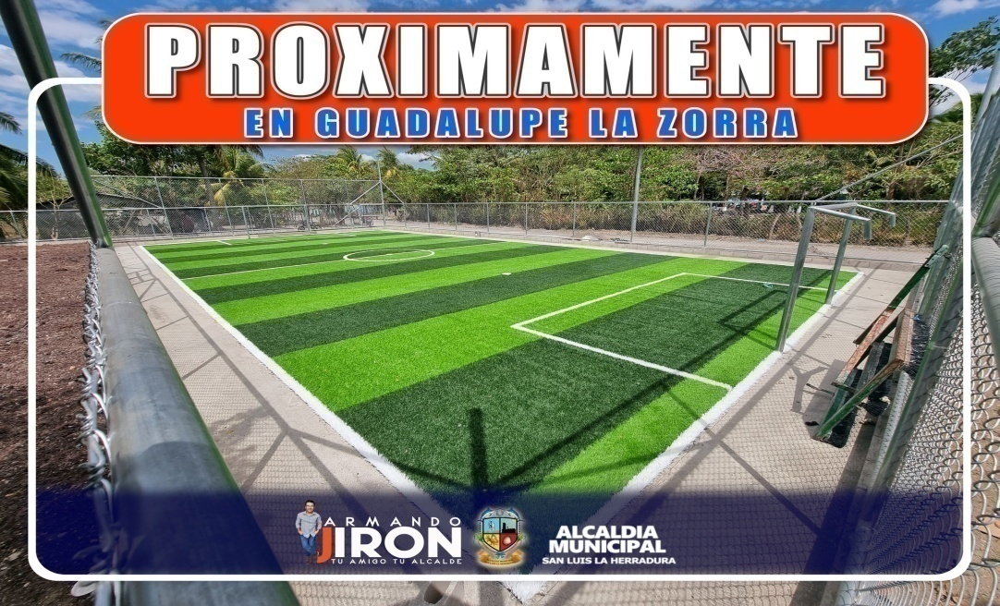 PROXIMAMENTE
EN GUADALUPE LA ZORRA
ARMANDO
JIRON
TU AMIGO TU ALCALDE
ALCALDIA
MUNICIPAL
SAN LUIS LA HERRADURA